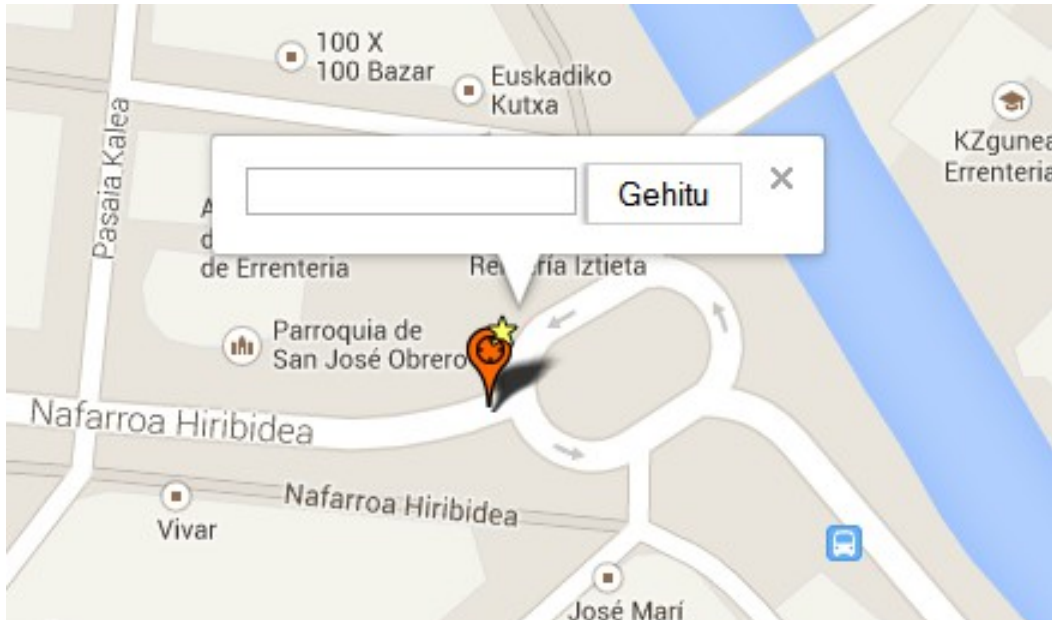 100 X
100 Bazar
Euskadiko
Kutxa
KZgunea
Errenteria
Pasaia Kalea
Gehitu
de Errenteria
Iztieta
Parroquia de
San José Obrero
Nafarroa Hiribidea
Nafarroa Hiribidea
Vivar
José Marí